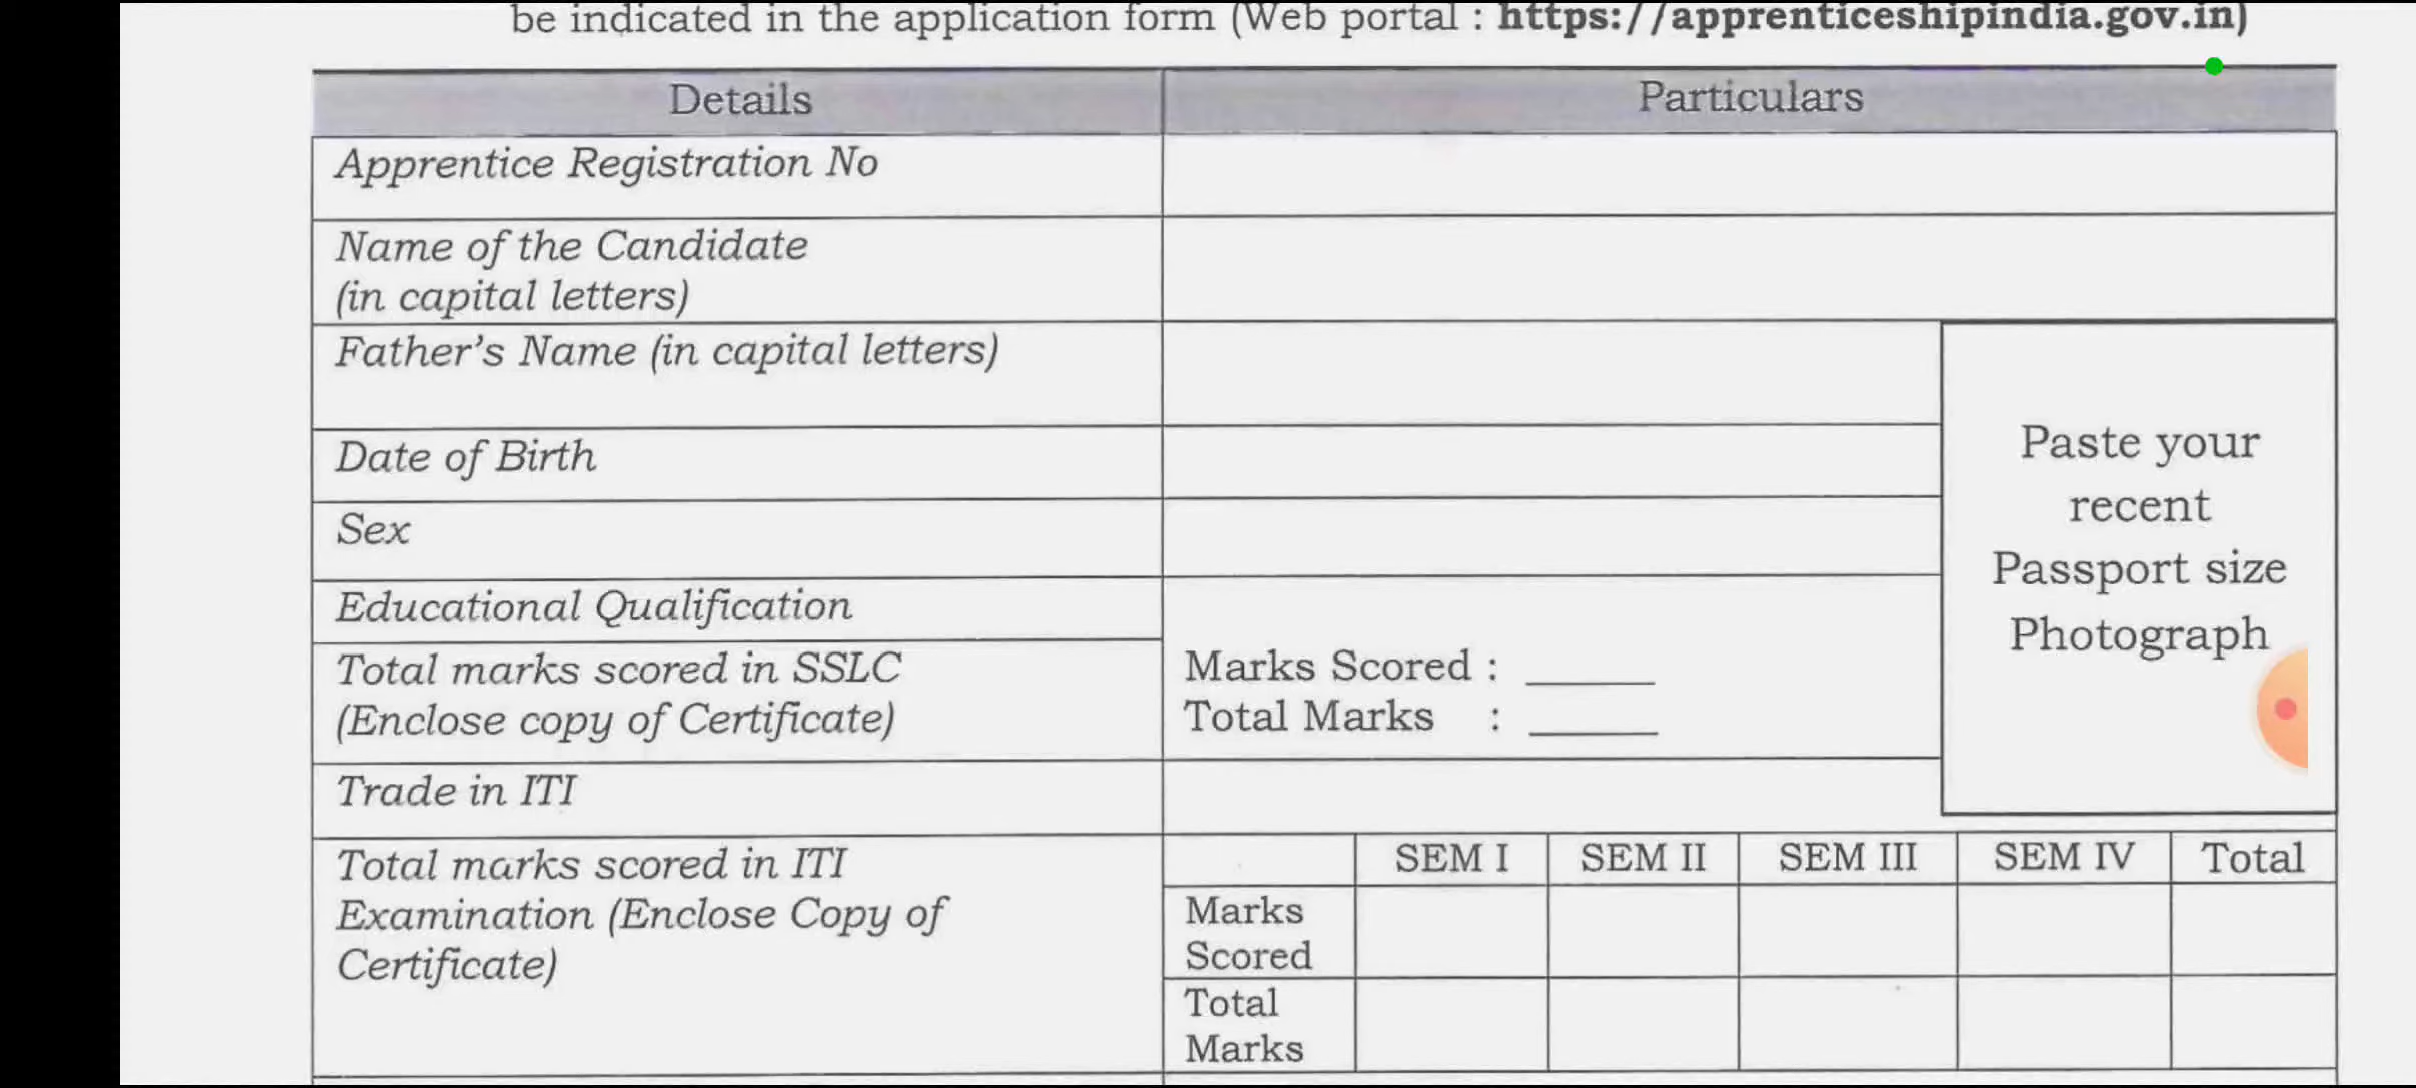 be indicated in the application form (Web portal : https://apprenticeshipindia.gov.in)
Details Particulars
Apprentice Registration No
Name of the Candidate
(in capital letters)
Father's Name (in capital letters)
Date of Birth
Sex
Educational Qualification
Total marks scored in SSLC
(Enclose copy of Certificate)
Marks Scored : _____
Total Marks : _____
Paste your
recent
Passport size
Photograph
Trade in ITI
Total marks scored in ITI
Examination (Enclose Copy of
Certificate)
SEM I SEM II SEM III SEM IV Total
Marks
Scored
Total
Marks